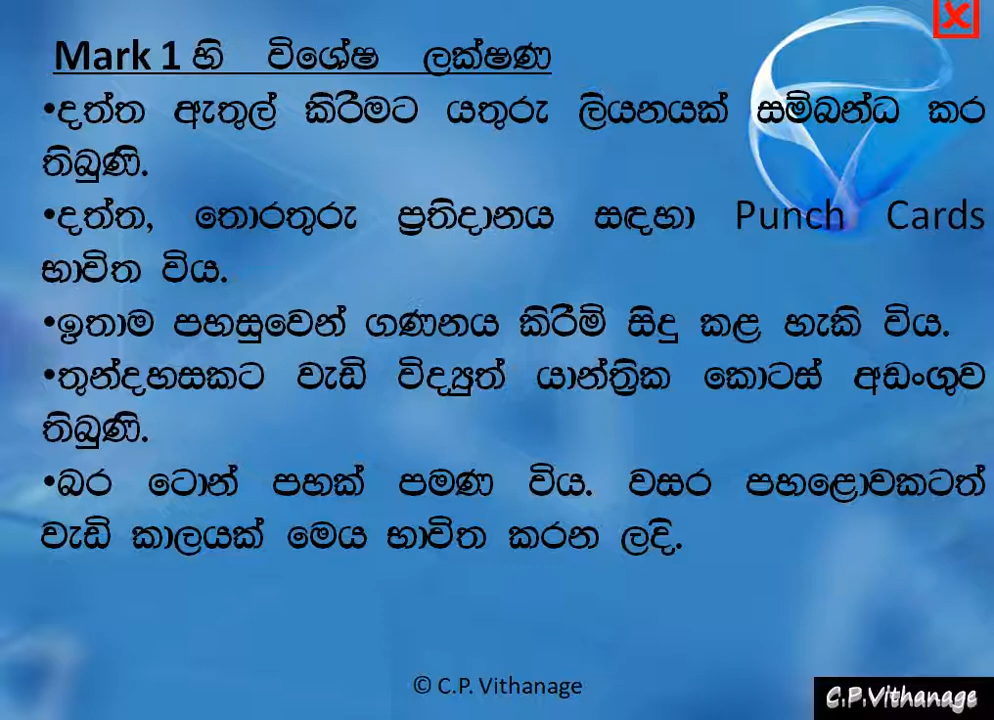 Mark 1 හි විශේෂ ලක්ෂණ
•දත්ත ඇතුල් කිරීමට යතුරු ලියනයක් සම්බන්ධ කර
තිබුණි.
•දත්ත, තොරතුරු ප්‍රතිදානය සඳහා Punch Cards
භාවිත විය.
•ඉතාම පහසුවෙන් ගණනය කිරීම් සිදු කළ හැකි විය.
•තුන්දහසකට වැඩි විද්‍යුත් යාන්ත්‍රික කොටස් අඩංගුව
තිබුණි.
•බර ටොන් පහක් පමණ විය. වසර පහළොවකටත්
වැඩි කාලයක් මෙය භාවිත කරන ලදි.
© C.P. Vithanage
C.P.Vithanage